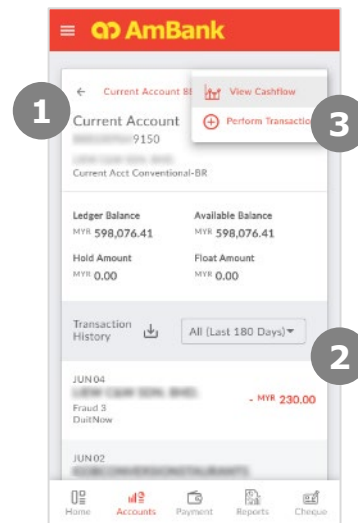 AmBank
1
3
Current Account
View Cashflow
Current Account
Perform Transaction
9150
Current Acct Conventional-BR
Ledger Balance Available Balance
MYR 598,076.41 MYR 598,076.41
Hold Amount Float Amount
MYR 0.00 MYR 0.00
Transaction
History
All (Last 180 Days)
2
JUN 04
- MYR 230.00
Fraud 3
DuitNow
JUN 02
Home Accounts Payment Reports Cheque